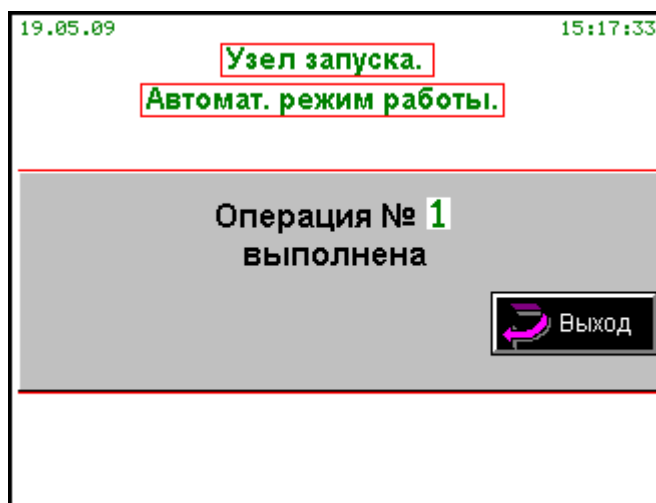 19.05.09 15:17:33
Узел запуска.
Автомат. режим работы.
Операция № 1
выполнена
Выход